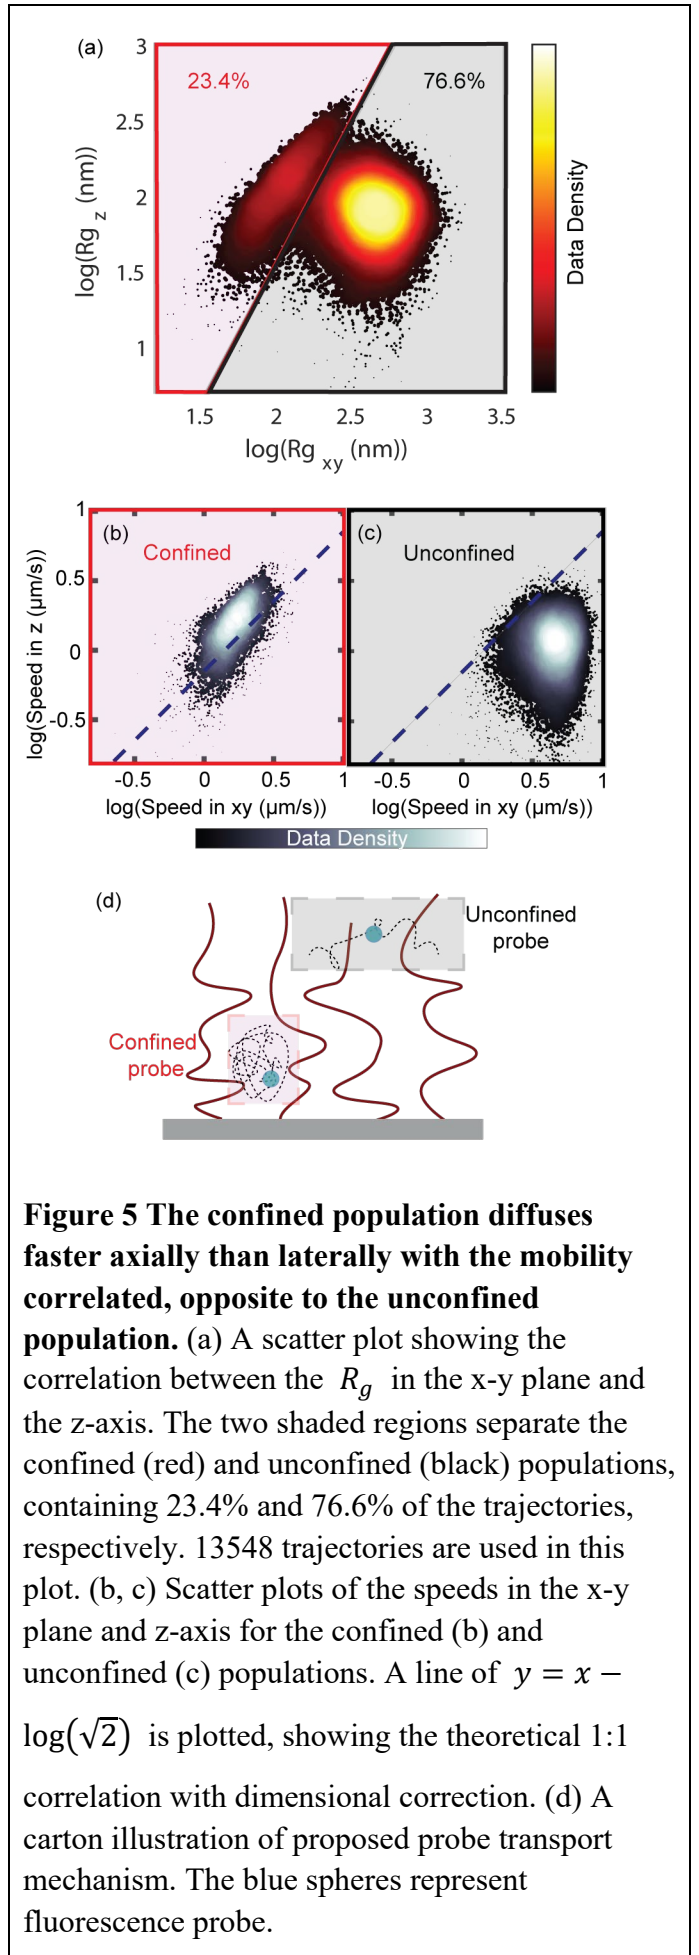 (a)
3
2.5
2
1.5
1
log(Rg z (nm))
23.4%
76.6%
1.5 2 2.5 3 3.5
log(Rg xy (nm))
Data Density
(b)
Confined
1
0.5
0
-0.5
log(Speed in z (µm/s))
-0.5 0 0.5 1
log(Speed in xy (µm/s))
(c)
Unconfined
-0.5 0 0.5 1
log(Speed in xy (µm/s))
Data Density
(d)
Unconfined
probe
Confined
probe
Figure 5 The confined population diffuses
faster axially than laterally with the mobility
correlated, opposite to the unconfined
population. (a) A scatter plot showing the
correlation between the R_g in the x-y plane and
the z-axis. The two shaded regions separate the
confined (red) and unconfined (black) populations,
containing 23.4% and 76.6% of the trajectories,
respectively. 13548 trajectories are used in this
plot. (b, c) Scatter plots of the speeds in the x-y
plane and z-axis for the confined (b) and
unconfined (c) populations. A line of y = x −
log(√2) is plotted, showing the theoretical 1:1
correlation with dimensional correction. (d) A
carton illustration of proposed probe transport
mechanism. The blue spheres represent
fluorescence probe.